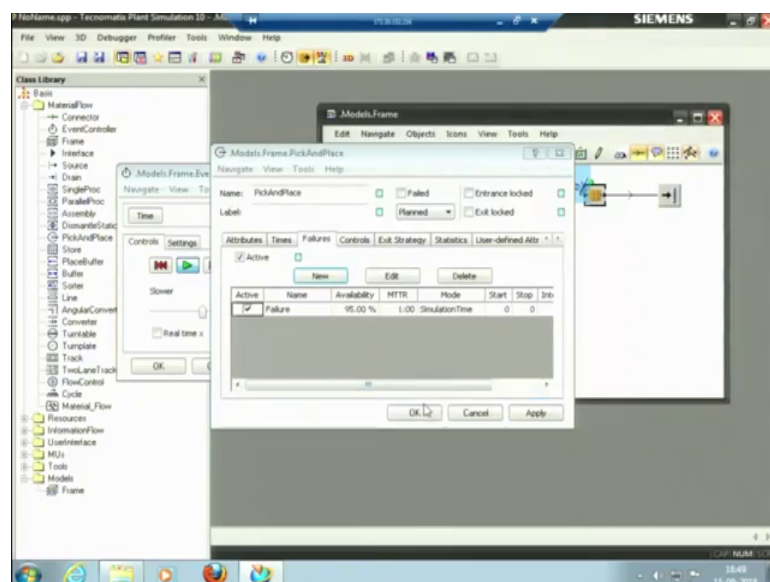 NoName.spp - Tecnomatix Plant Simulation 10 -
SIEMENS
File View 3D Debugger Profiler Tools Window Help
Class Library
Basis
MaterialFlow
Connector
EventController
Frame
Interface
Source
Drain
SingleProc
ParallelProc
Assembly
DismantleStatic
PickAndPlace
Store
PlaceBuffer
Buffer
Sorter
Line
AngularConvert
Converter
Turntable
Turnplate
Track
TwoLaneTrack
FlowControl
Cycle
Material_Flow
Resources
InformationFlow
UserInterface
MUs
Tools
Models
Frame
.Models.Frame.Eve
Navigate View To
Time
Controls Settings
Slower
Real time x
OK
.Models.Frame
Edit Navigate Objects Icons View Tools Help
.Models.Frame.PickAndPlace
Navigate View Tools Help
Name: PickAndPlace Failed Entrance locked
Label: Planned Exit locked
Attributes Times Failures Controls Exit Strategy Statistics User-defined Attr
Active
New Edit Delete
Active Name Availability MTTR Mode Start Stop Int
Failure 95.00 % 1:00 SimulationTime 0 0
OK Cancel Apply
CAP NUM
18:49